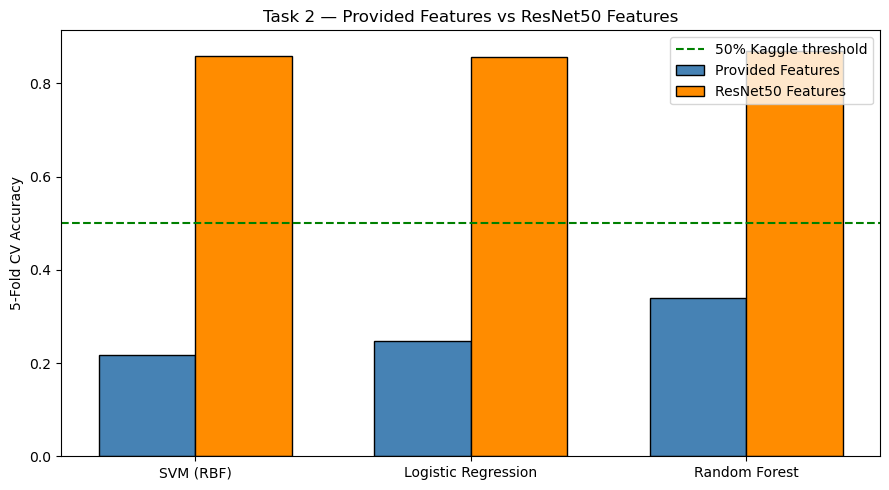 Task 2 — Provided Features vs ResNet50 Features
50% Kaggle threshold
Provided Features
ResNet50 Features
5-Fold CV Accuracy
0.8
0.6
0.4
0.2
0.0
SVM (RBF)
Logistic Regression
Random Forest